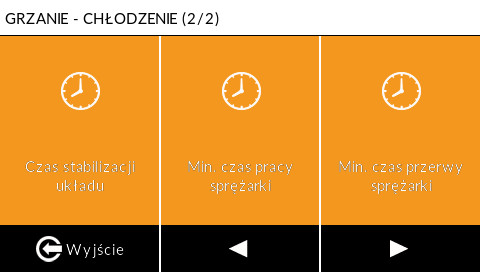 GRZANIE - CHŁODZENIE (2/2)
Czas stabilizacji
układu
Min. czas pracy
sprężarki
Min. czas przerwy
sprężarki
Wyjście